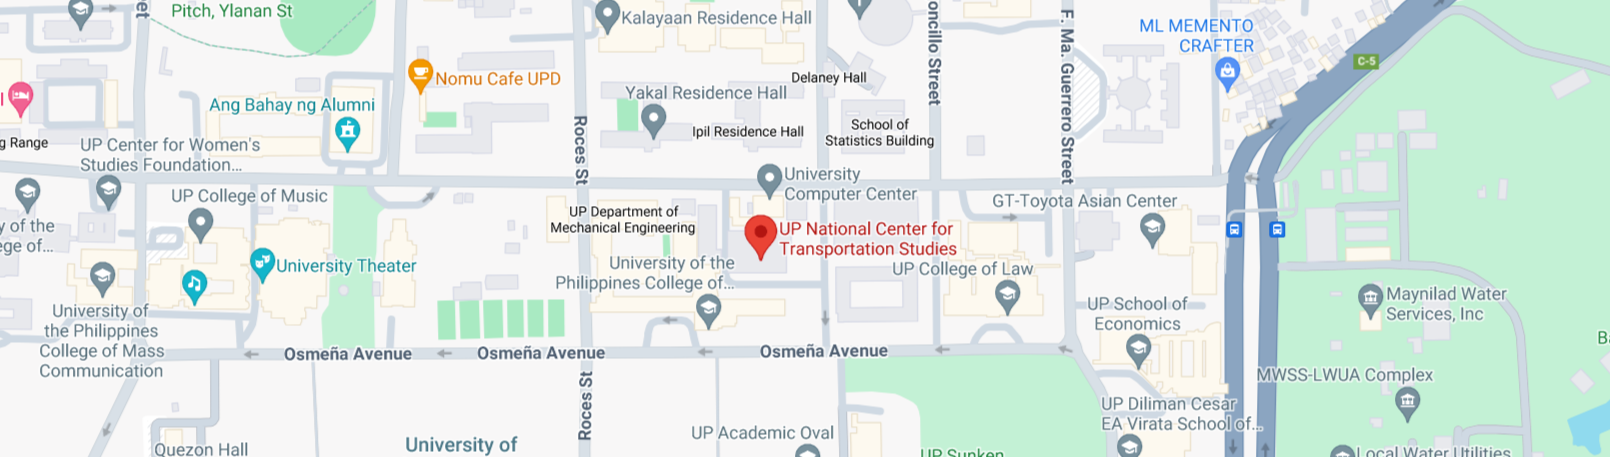 Pitch, Ylanan St
Kalayaan Residence Hall
ML MEMENTO
CRAFTER
C-5
F. Ma. Guerrero Street
Delaney Hall
Nomu Cafe UPD
Yakal Residence Hall
Ang Bahay ng Alumni
Ipil Residence Hall
School of
Statistics Building
Roces St
UP Center for Women's
Studies Foundation...
University
Computer Center
UP College of Music
GT-Toyota Asian Center
UP Department of
Mechanical Engineering
UP National Center for
Transportation Studies
University Theater
University of the
Philippines College of...
UP College of Law
University of
the Philippines
College of Mass
Communication
UP School of
Economics
Maynilad Water
Services, Inc
Osmeña Avenue
Osmeña Avenue
Osmeña Avenue
Roces St
MWSS-LWUA Complex
UP Diliman Cesar
EA Virata School of...
UP Academic Oval
Quezon Hall
University of
UP Sunken
Local Water Utilities